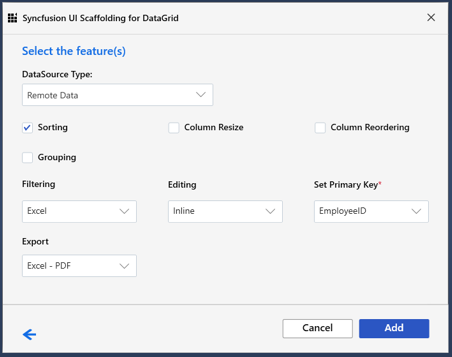 Syncfusion UI Scaffolding for DataGrid
Select the feature(s)
DataSource Type:
Remote Data
Sorting Column Resize Column Reordering
Grouping
Filtering Editing Set Primary Key*
Excel Inline EmployeeID
Export
Excel - PDF
Cancel Add